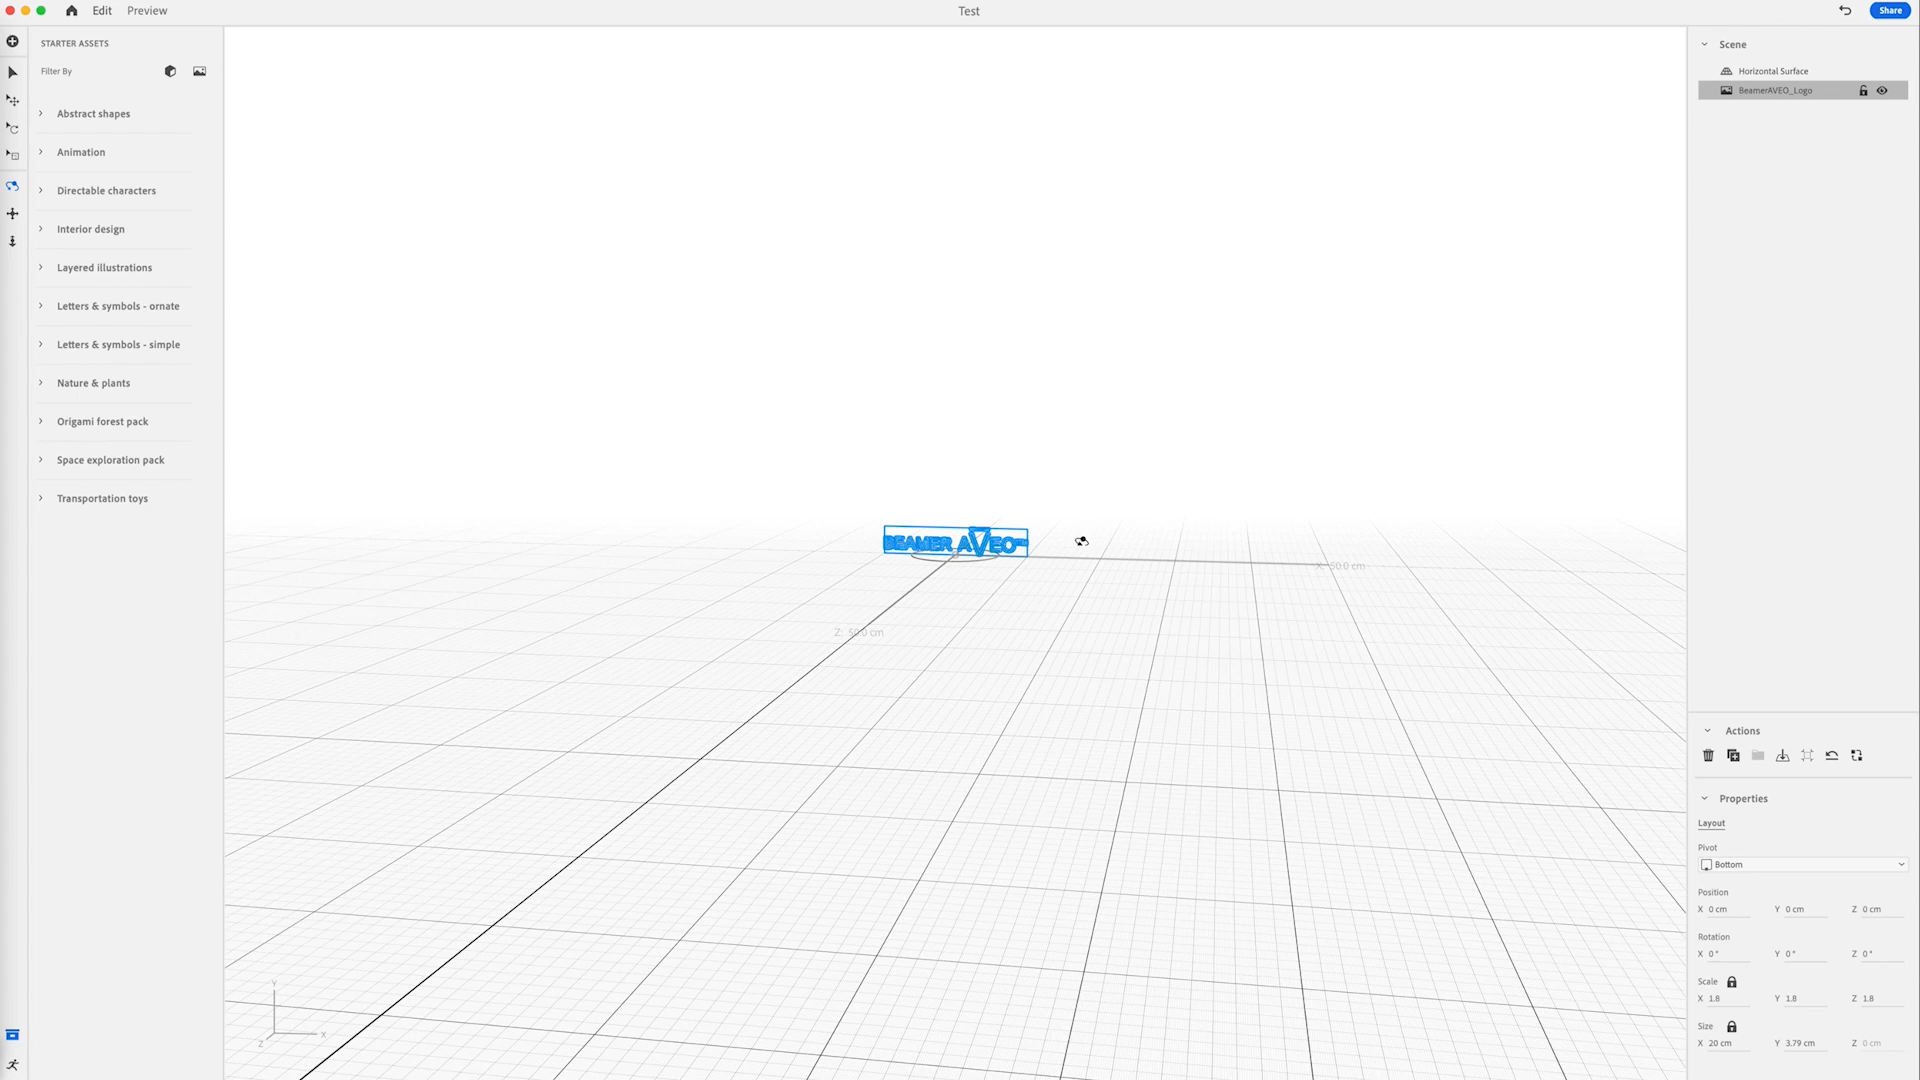 Edit
Preview
Test
Share
STARTER ASSETS
Filter By
Abstract shapes
Animation
Directable characters
Interior design
Layered illustrations
Letters & symbols - ornate
Letters & symbols - simple
Nature & plants
Origami forest pack
Space exploration pack
Transportation toys
BEAMER AVEO
X: 50.0 cm
Z: 50.0 cm
Y
X
Z
Scene
Horizontal Surface
BeamerAVEO_Logo
Actions
Properties
Layout
Pivot
Bottom
Position
X 0 cm Y 0 cm Z 0 cm
Rotation
X 0° Y 0° Z 0°
Scale
X 1.8 Y 1.8 Z 1.8
Size
X 20 cm Y 3.79 cm Z 0 cm